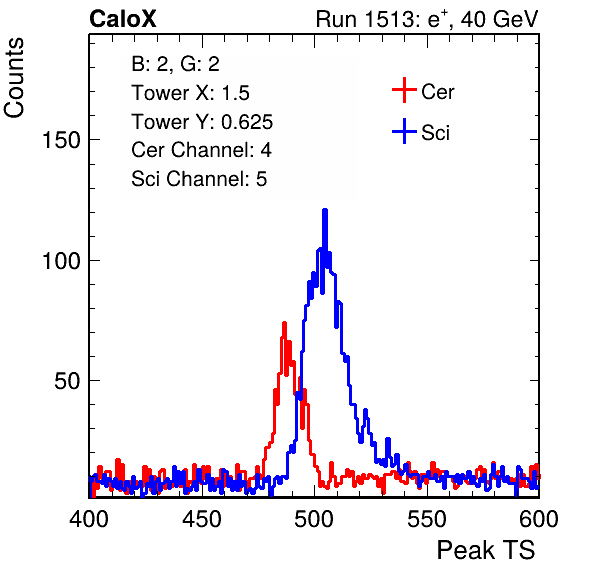 CaloX
Run 1513: e+, 40 GeV
Counts
B: 2, G: 2
Tower X: 1.5
Tower Y: 0.625
Cer Channel: 4
Sci Channel: 5
Cer
Sci
150
100
50
400 450 500 550 600
Peak TS